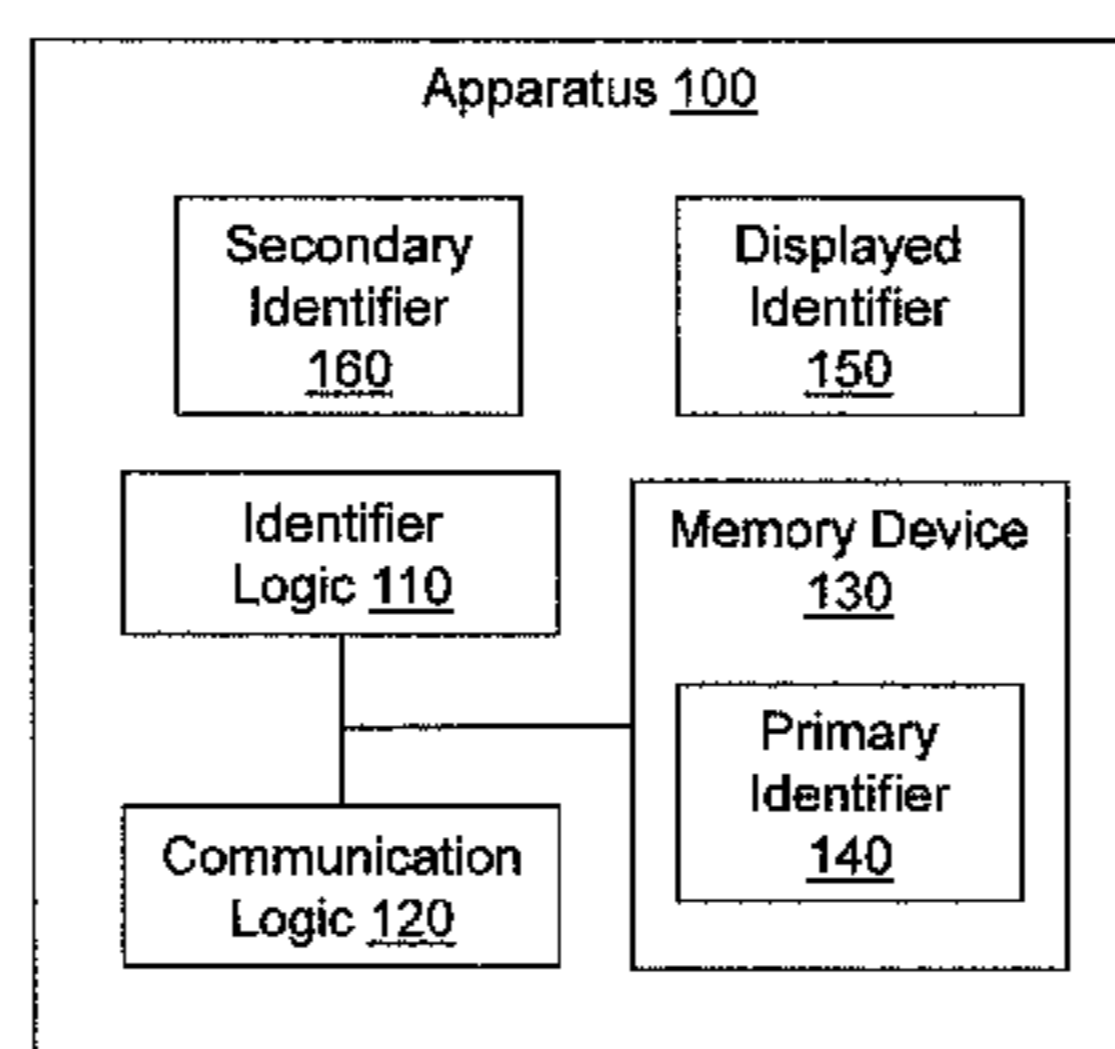 Apparatus 100
Secondary
Identifier
160
Displayed
Identifier
150
Identifier
Logic 110
Memory Device
130
Primary
Identifier
140
Communication
Logic 120